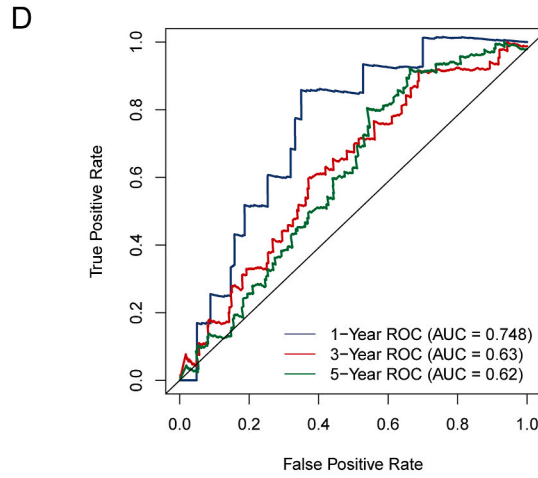 D
1.0
0.8
0.6
0.4
0.2
0.0
True Positive Rate
1−Year ROC (AUC = 0.748)
3−Year ROC (AUC = 0.63)
5−Year ROC (AUC = 0.62)
0.0 0.2 0.4 0.6 0.8 1.0
False Positive Rate